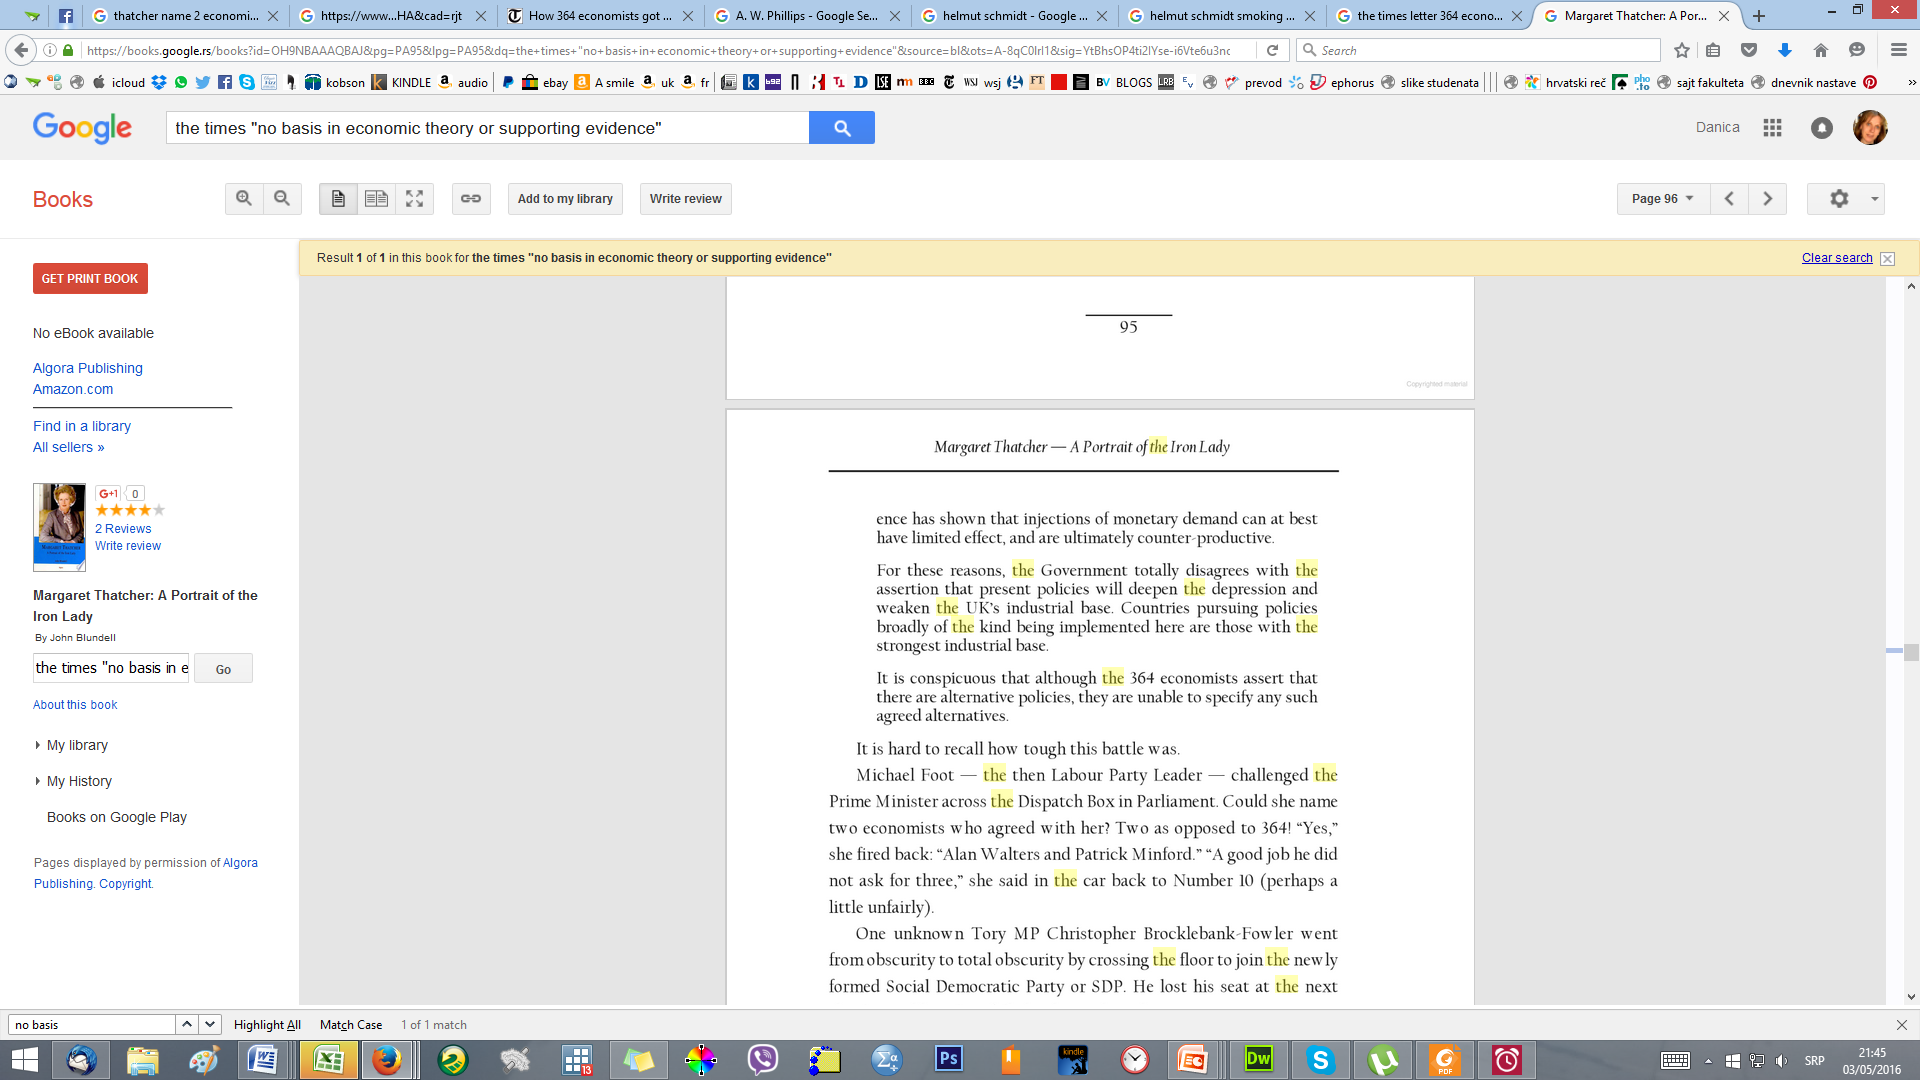 thatcher name 2 economi...
https://www...HA&cad=rjt
How 364 economists got ...
A. W. Phillips - Google Se...
helmut schmidt - Google ...
helmut schmidt smoking ...
the times letter 364 econo...
Margaret Thatcher: A Por...
https://books.google.rs/books?id=OH9NBAAAQBAJ&pg=PA95&lpg=PA95&dq=the+times+"no+basis+in+economic+theory+or+supporting+evidence"&source=bl&ots=A-8qC0lrl1&sig=YtBhsOP4ti2lYse-i6Vte6u3nc
Search
icloud
kobson
KINDLE
audio
ebay
A smile
uk
fr
wsj
BLOGS
prevod
ephorus
slike studenata
hrvatski reč
sajt fakulteta
dnevnik nastave
Google
the times "no basis in economic theory or supporting evidence"
Danica
Books
Add to my library
Write review
Page 96
Result 1 of 1 in this book for the times "no basis in economic theory or supporting evidence"
Clear search
GET PRINT BOOK
No eBook available
Algora Publishing
Amazon.com
Find in a library
All sellers »
G+1 0
2 Reviews
Write review
Margaret Thatcher: A Portrait of the
Iron Lady
By John Blundell
the times "no basis in e
Go
About this book
My library
My History
Books on Google Play
Pages displayed by permission of Algora
Publishing. Copyright.
95
Copyrighted material
Margaret Thatcher — A Portrait of the Iron Lady
ence has shown that injections of monetary demand can at best
have limited effect, and are ultimately counter-productive.
For these reasons, the Government totally disagrees with the
assertion that present policies will deepen the depression and
weaken the UK's industrial base. Countries pursuing policies
broadly of the kind being implemented here are those with the
strongest industrial base.
It is conspicuous that although the 364 economists assert that
there are alternative policies, they are unable to specify any such
agreed alternatives.
It is hard to recall how tough this battle was.
Michael Foot — the then Labour Party Leader — challenged the
Prime Minister across the Dispatch Box in Parliament. Could she name
two economists who agreed with her? Two as opposed to 364! “Yes,”
she fired back: “Alan Walters and Patrick Minford.” “A good job he did
not ask for three,” she said in the car back to Number 10 (perhaps a
little unfairly).
One unknown Tory MP Christopher Brocklebank-Fowler went
from obscurity to total obscurity by crossing the floor to join the newly
formed Social Democratic Party or SDP. He lost his seat at the next
no basis
Highlight All
Match Case
1 of 1 match
SRP
21:45
03/05/2016